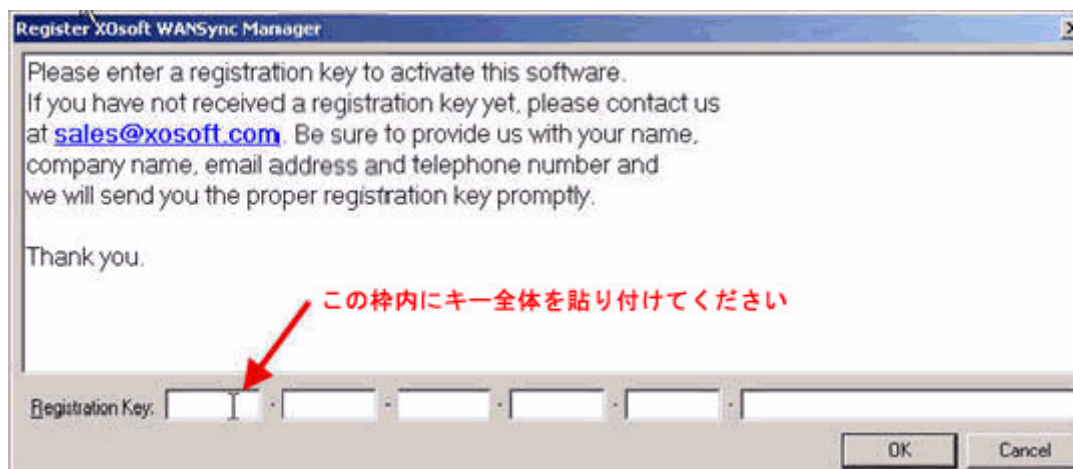 Register XOsoft WANSync Manager
Please enter a registration key to activate this software.
If you have not received a registration key yet, please contact us
at sales@xosoft.com. Be sure to provide us with your name,
company name, email address and telephone number and
we will send you the proper registration key promptly.
Thank you.
この枠内にキー全体を貼り付けてください
Registration Key:
OK Cancel